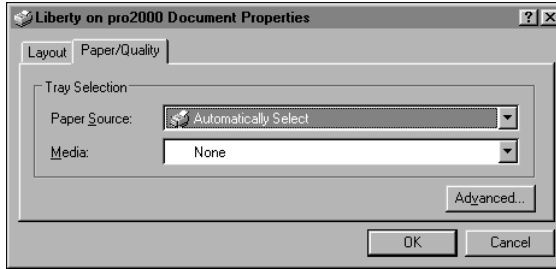 Liberty on pro2000 Document Properties
Layout Paper/Quality
Tray Selection
Paper Source: Automatically Select
Media: None
Advanced...
OK Cancel